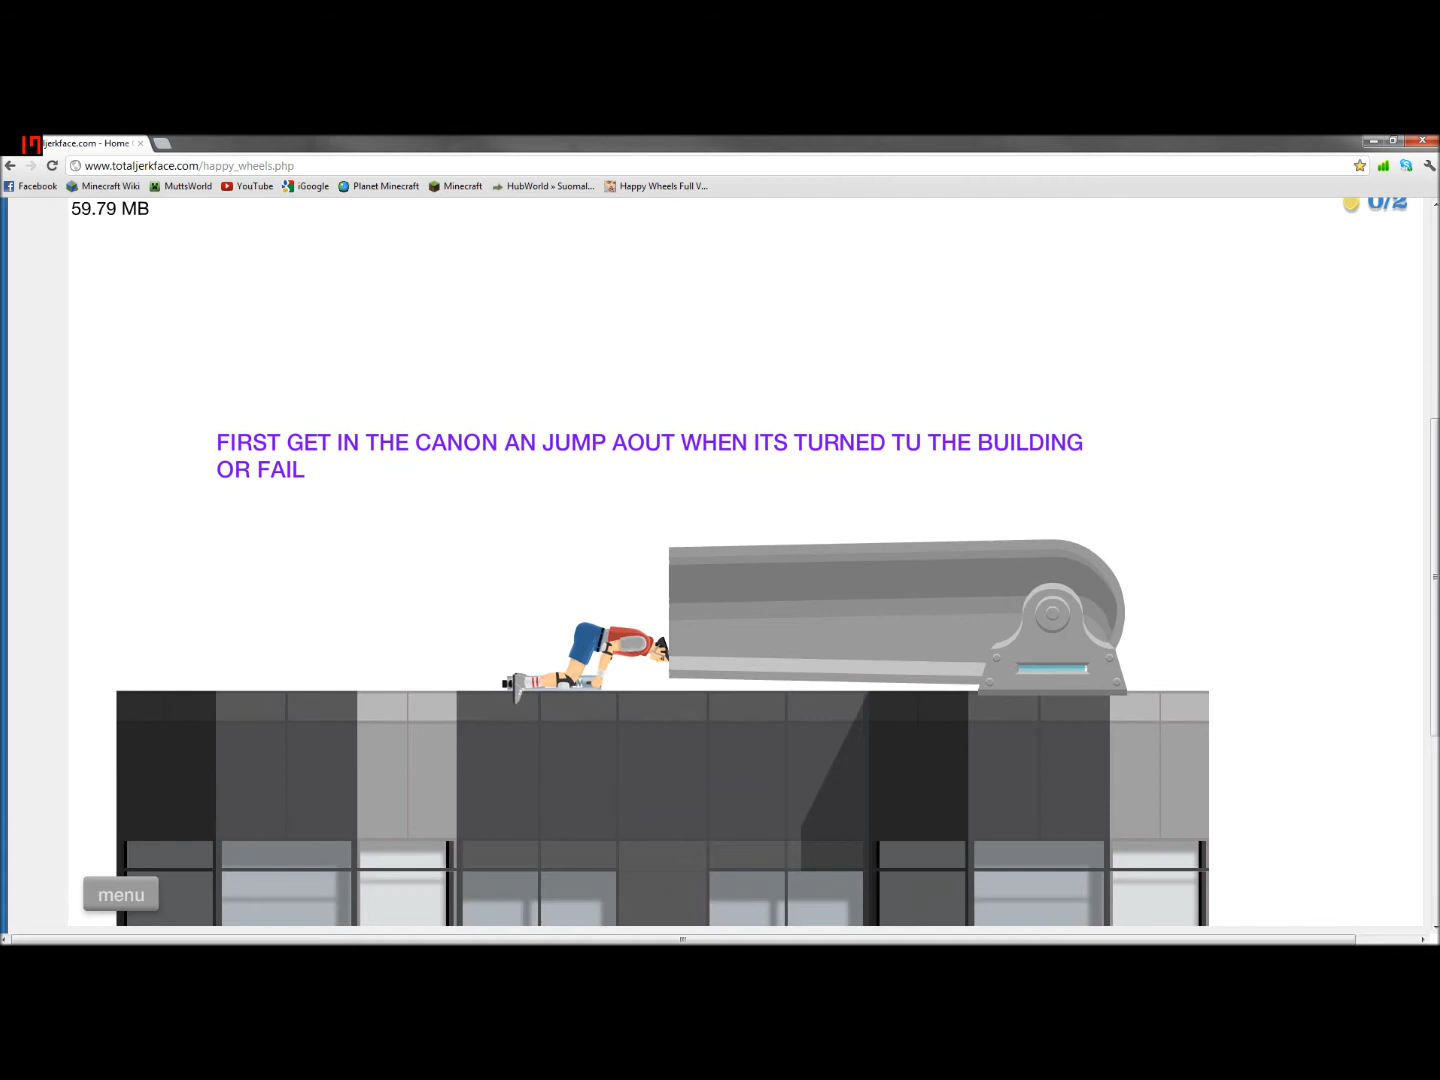 jerkface.com - Home
www.totaljerkface.com/happy_wheels.php
Facebook Minecraft Wiki MuttsWorld YouTube iGoogle Planet Minecraft Minecraft HubWorld » Suomal... Happy Wheels Full V...
59.79 MB 0/2
FIRST GET IN THE CANON AN JUMP AOUT WHEN ITS TURNED TU THE BUILDING
OR FAIL
menu